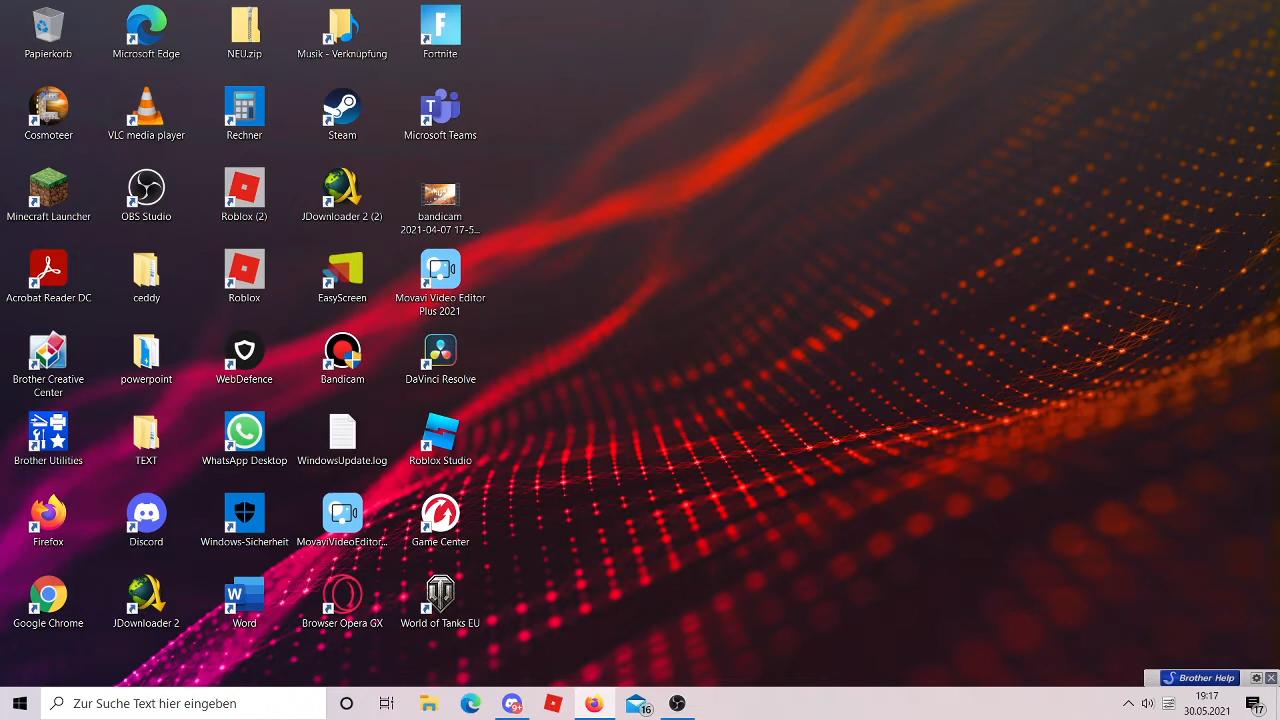 Papierkorb
Microsoft Edge
NEU.zip
Musik - Verknüpfung
Fortnite
Cosmoteer
VLC media player
Rechner
Steam
Microsoft Teams
Minecraft Launcher
OBS Studio
Roblox (2)
JDownloader 2 (2)
bandicam
2021-04-07 17-5...
Acrobat Reader DC
ceddy
Roblox
EasyScreen
Movavi Video Editor
Plus 2021
Brother Creative
Center
powerpoint
WebDefence
Bandicam
DaVinci Resolve
Brother Utilities
TEXT
WhatsApp Desktop
WindowsUpdate.log
Roblox Studio
Firefox
Discord
Windows-Sicherheit
MovaviVideoEditor...
Game Center
Google Chrome
JDownloader 2
Word
Browser Opera GX
World of Tanks EU
Brother Help
Zur Suche Text hier eingeben
9+
16
19:17
30.05.2021
17